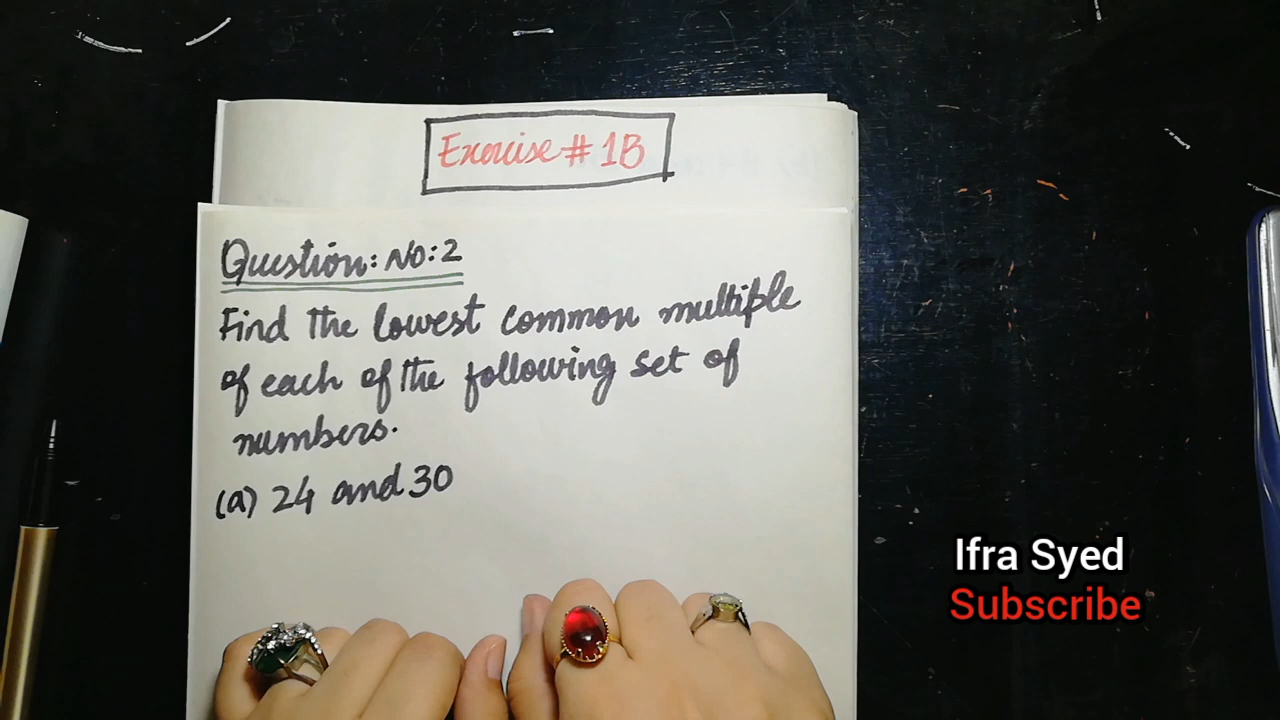 Exercise # 1B
Question: No: 2
Find the lowest common multiple
of each of the following set of
numbers.
(a) 24 and 30
Ifra Syed
Subscribe